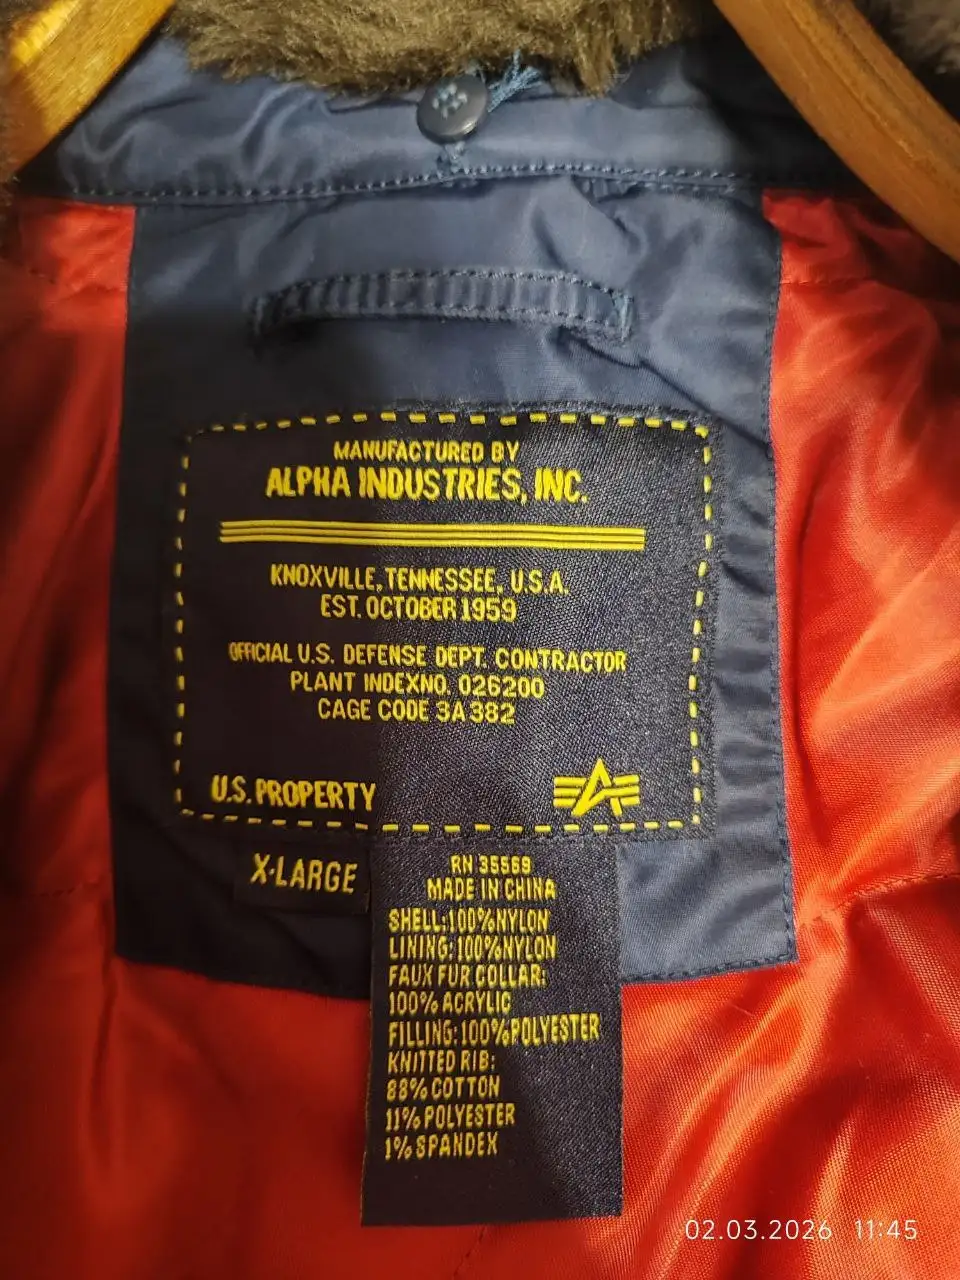 MANUFACTURED BY
ALPHA INDUSTRIES, INC.
KNOXVILLE, TENNESSEE, U.S.A.
EST. OCTOBER 1959
OFFICIAL U.S. DEFENSE DEPT. CONTRACTOR
PLANT INDEXNO. 026200
CAGE CODE 3A382
U.S. PROPERTY
X-LARGE
RN 35569
MADE IN CHINA
SHELL:100%NYLON
LINING:100%NYLON
FAUX FUR COLLAR:
100% ACRYLIC
FILLING:100%POLYESTER
KNITTED RIB:
88% COTTON
11% POLYESTER
1% SPANDEX
02.03.2026 11:45